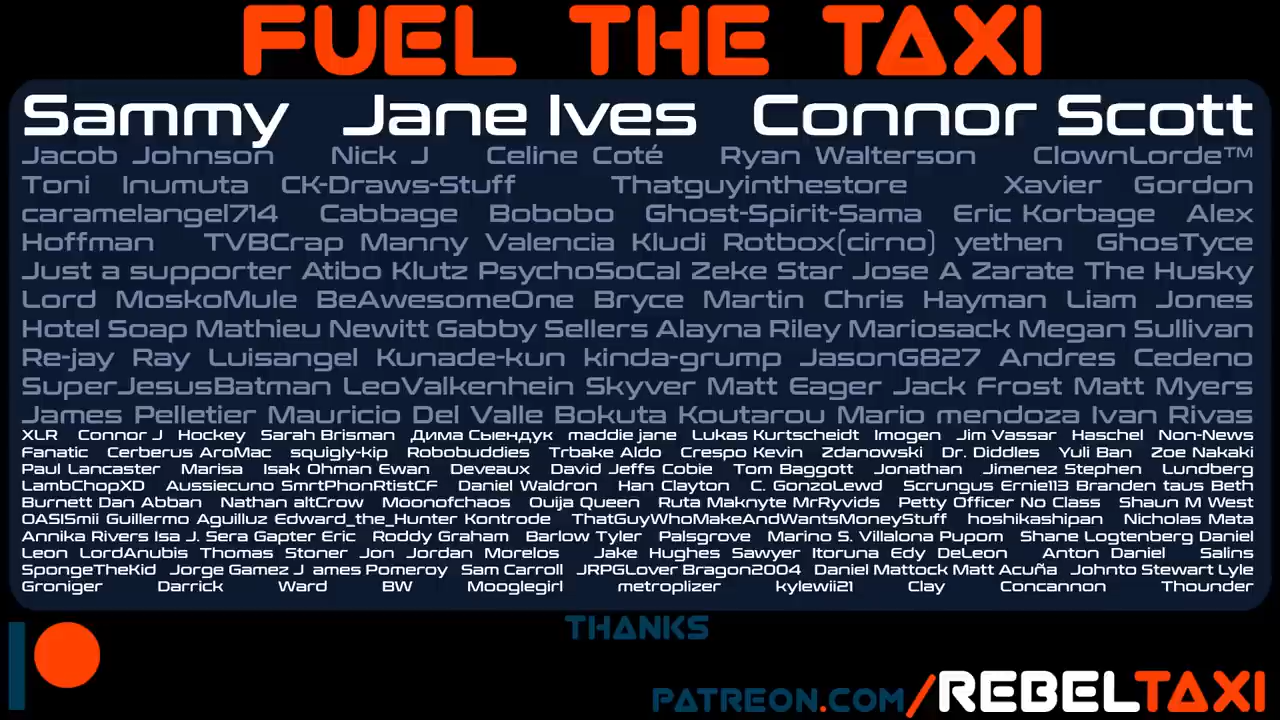 FUEL THE TAXI
Sammy Jane Ives Connor Scott
Jacob Johnson Nick J Celine Coté Ryan Walterson ClownLorde™
Toni Inumuta CK-Draws-Stuff Thatguyinthestore Xavier Gordon
caramelangel714 Cabbage Bobobo Ghost-Spirit-Sama Eric Korbage Alex
Hoffman TVBCrap Manny Valencia Kludi Rotbox(cirno) yethen GhosTyce
Just a supporter Atibo Klutz PsychoSoCal Zeke Star Jose A Zarate The Husky
Lord MoskoMule BeAwesomeOne Bryce Martin Chris Hayman Liam Jones
Hotel Soap Mathieu Newitt Gabby Sellers Alayna Riley Mariosack Megan Sullivan
Re-jay Ray Luisangel Kunade-kun kinda-grump JasonG827 Andres Cedeno
SuperJesusBatman LeoValkenhein Skyver Matt Eager Jack Frost Matt Myers
James Pelletier Mauricio Del Valle Bokuta Koutarou Mario mendoza Ivan Rivas
XLR Connor J Hockey Sarah Brisman Дима Сыендук maddie jane Lukas Kurtscheidt Imogen Jim Vassar Haschel Non-News
Fanatic Cerberus AroMac squigly-kip Robobuddies Trbake Aldo Crespo Kevin Zdanowski Dr. Diddles Yuli Ban Zoe Nakaki
Paul Lancaster Marisa Isak Ohman Ewan Deveaux David Jeffs Cobie Tom Baggott Jonathan Jimenez Stephen Lundberg
LambChopXD Aussiecuno SmrtPhonRtistCF Daniel Waldron Han Clayton C. GonzoLewd Scrungus Ernie113 Branden taus Beth
Burnett Dan Abban Nathan altCrow Moonofchaos Ouija Queen Ruta Maknyte MrRyvids Petty Officer No Class Shaun M West
OASISmii Guillermo Aguilluz Edward_the_Hunter Kontrode ThatGuyWhoMakeAndWantsMoneyStuff hoshikashipan Nicholas Mata
Annika Rivers Isa J. Sera Gapter Eric Roddy Graham Barlow Tyler Palsgrove Marino S. Villalona Pupom Shane Logtenberg Daniel
Leon LordAnubis Thomas Stoner Jon Jordan Morelos Jake Hughes Sawyer Itoruna Edy DeLeon Anton Daniel Salins
SpongeTheKid Jorge Gamez J ames Pomeroy Sam Carroll JRPGLover Bragon2004 Daniel Mattock Matt Acuña Johnto Stewart Lyle
Groniger Darrick Ward BW Mooglegirl metroplizer kylewii21 Clay Concannon Thounder
THANKS
PATREON.COM/REBELTAXI